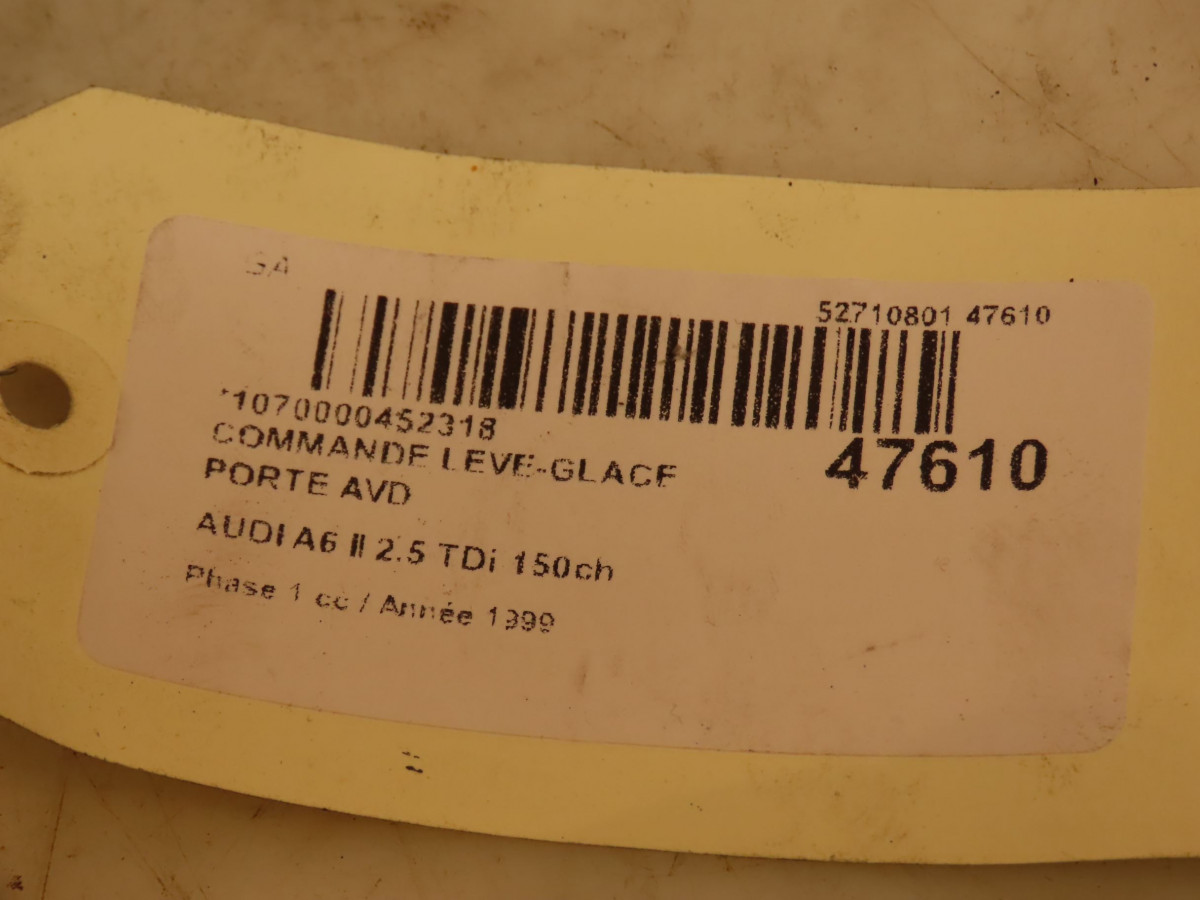 52710801 47610
*1070000452318
COMMANDE LEVE-GLACE
47610
PORTE AVD
AUDI A6 II 2.5 TDi 150ch
Phase 1 cc / Année 1999